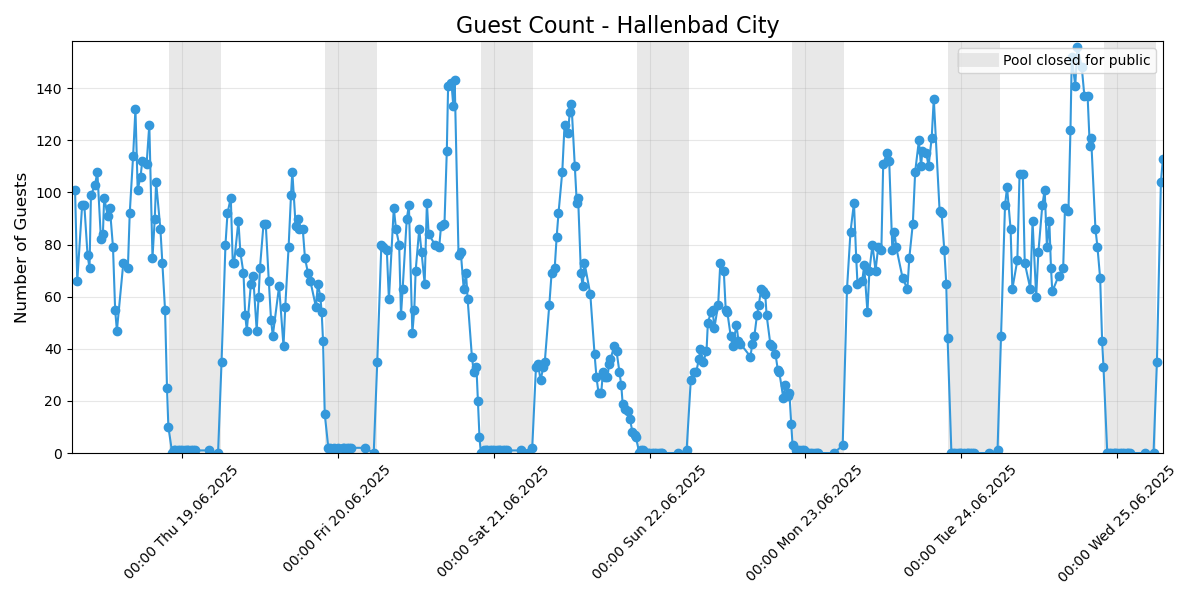 Guest Count - Hallenbad City
Pool closed for public
Number of Guests
140
120
100
80
60
40
20
0
00:00 Thu 19.06.2025
00:00 Fri 20.06.2025
00:00 Sat 21.06.2025
00:00 Sun 22.06.2025
00:00 Mon 23.06.2025
00:00 Tue 24.06.2025
00:00 Wed 25.06.2025